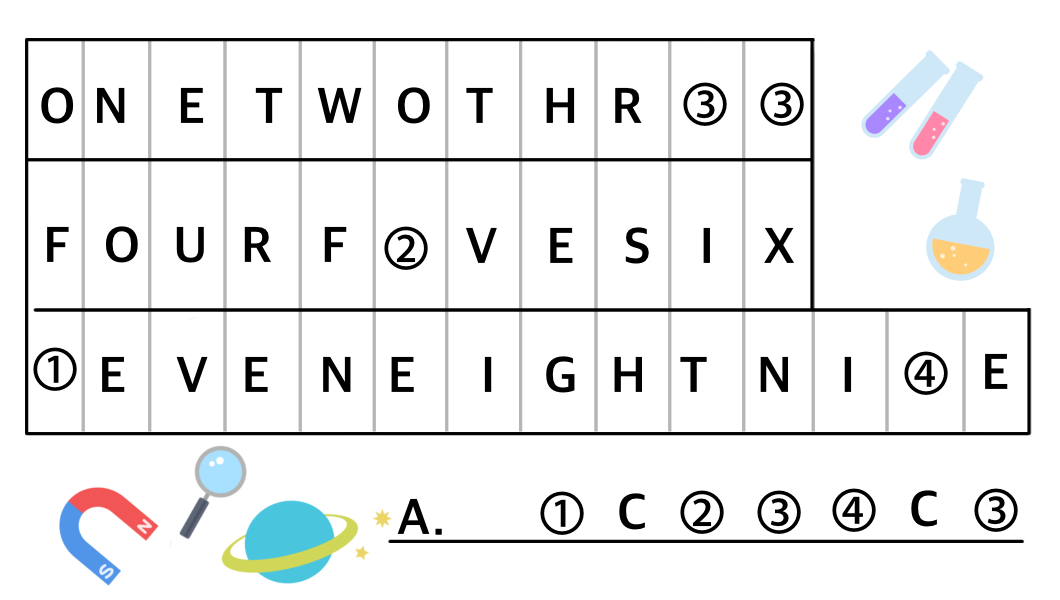 O N E T W O T H R ③ ③
F O U R F ② V E S I X
① E V E N E I G H T N I ④ E
N
S
A. ① C ② ③ ④ C ③